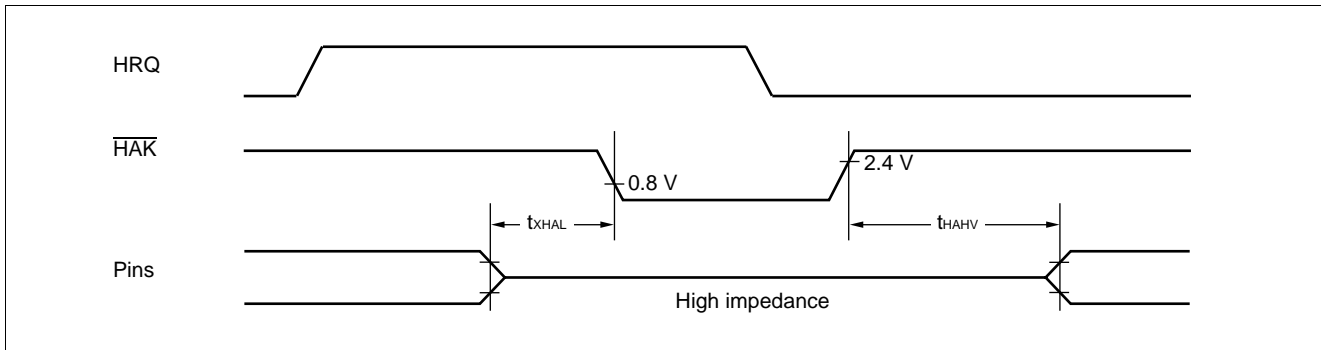 HRQ
HAK
0.8 V
2.4 V
tXHAL
tHAHV
Pins
High impedance